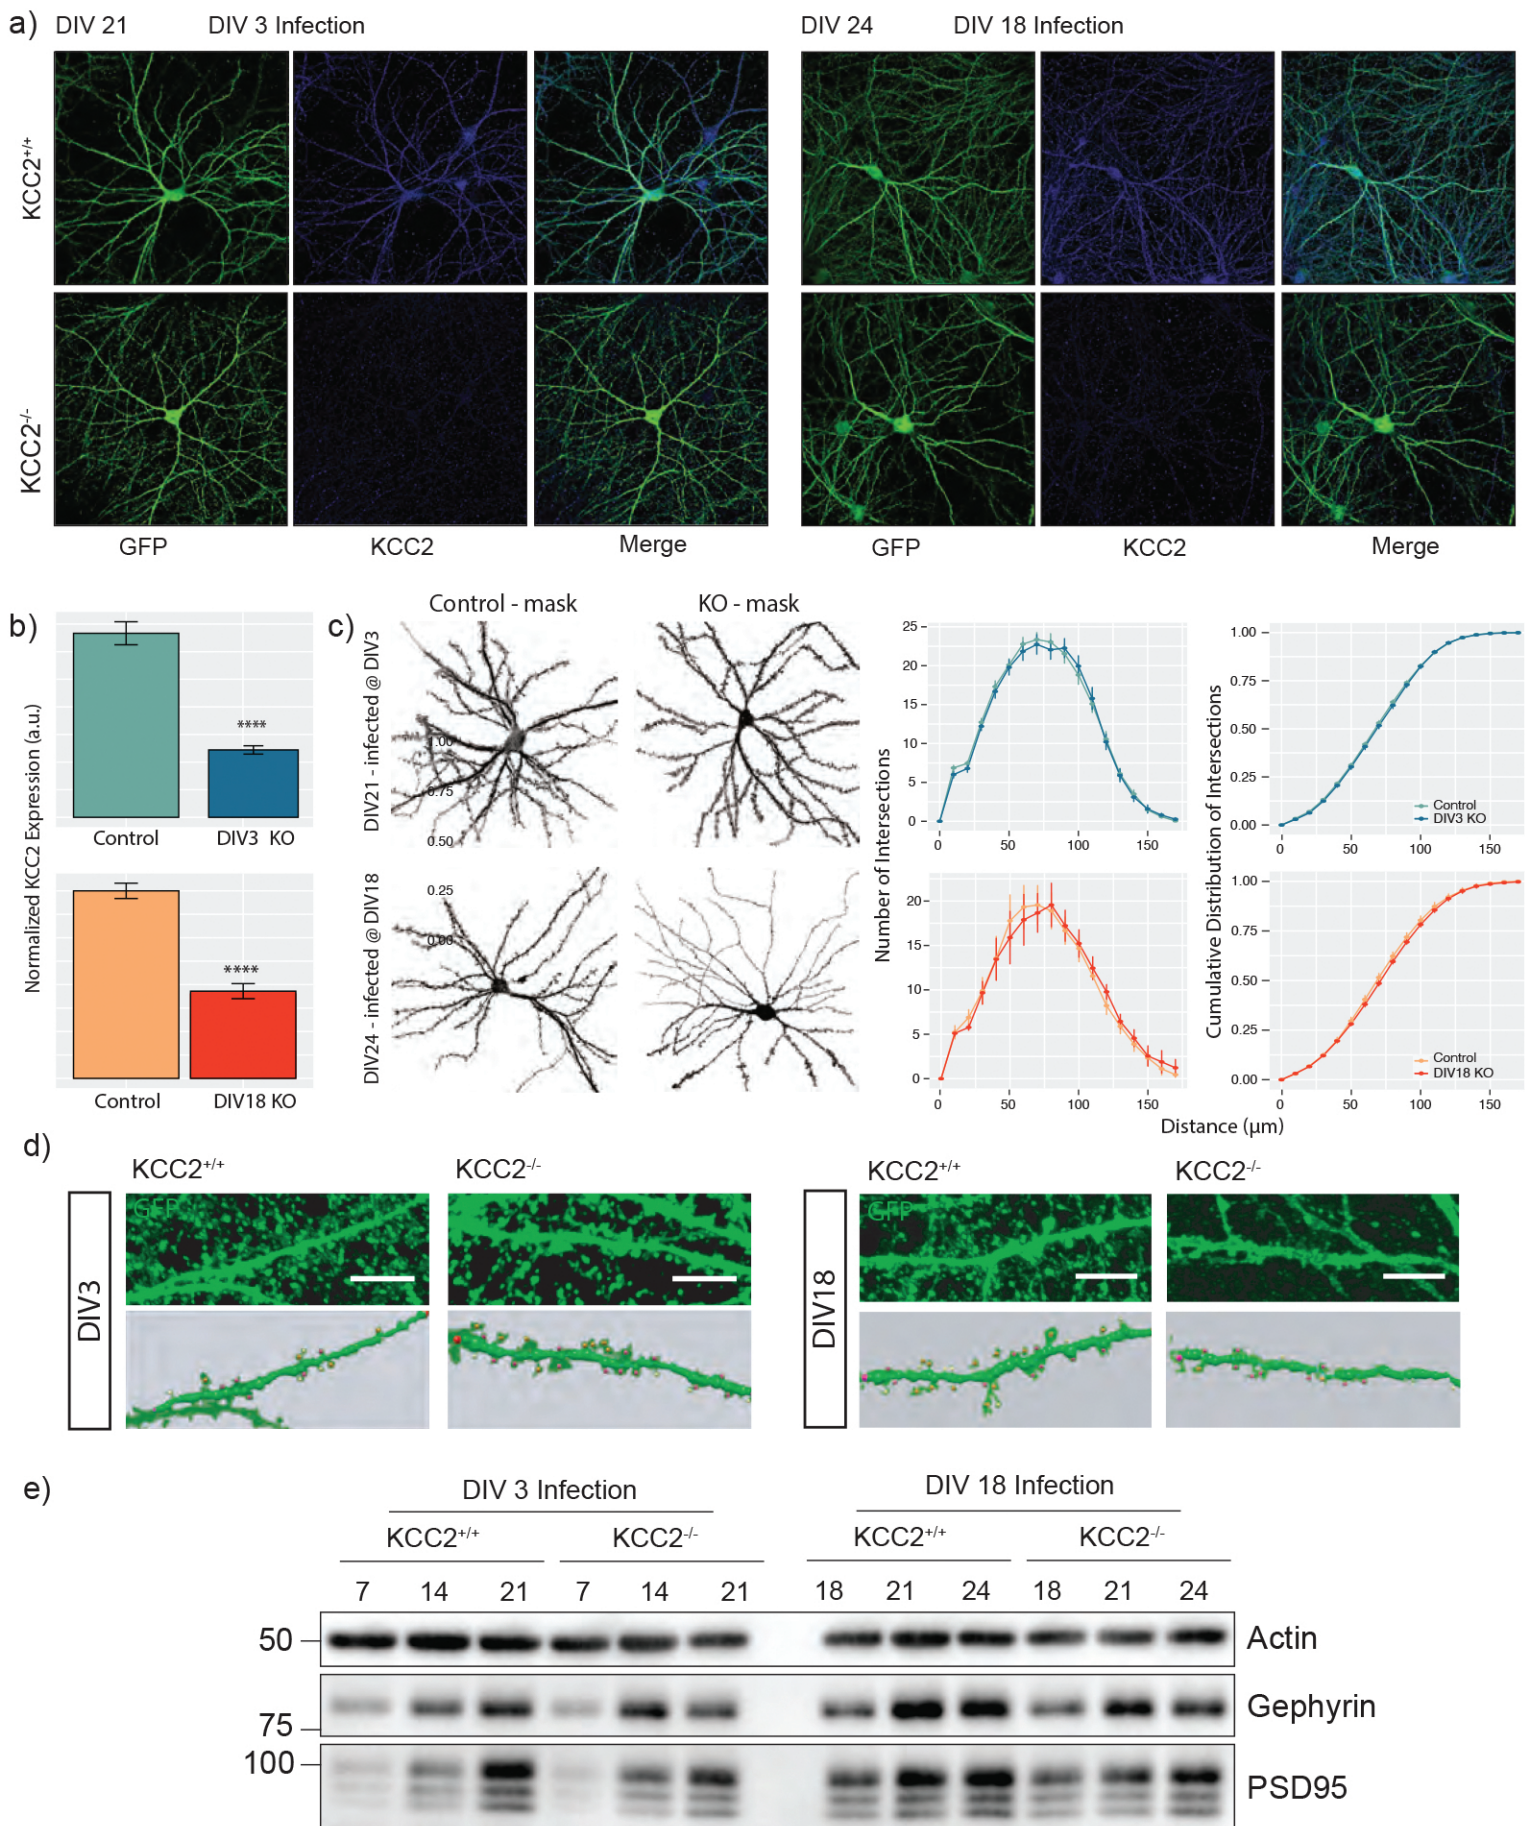 a)
DIV 21 DIV 3 Infection DIV 24 DIV 18 Infection
KCC2+/+
KCC2-/-
GFP KCC2 Merge GFP KCC2 Merge
b)
Normalized KCC2 Expression (a.u.)
****
Control DIV3 KO
****
Control DIV18 KO
c)
Control - mask KO - mask
DIV21 - infected @ DIV3
1.00
0.75
0.50
DIV24 - infected @ DIV18
0.25
0.00
Number of Intersections
25
20
15
10
5
0
0 50 100 150
20
15
10
5
0
0 50 100 150
Cumulative Distribution of Intersections
1.00
0.75
0.50
0.25
0.00
Control
DIV3 KO
0 50 100 150
1.00
0.75
0.50
0.25
0.00
Control
DIV18 KO
0 50 100 150
Distance (μm)
d)
KCC2+/+ KCC2-/- KCC2+/+ KCC2-/-
DIV3
GFP
DIV18
GFP
e)
DIV 3 Infection DIV 18 Infection
KCC2+/+ KCC2-/- KCC2+/+ KCC2-/-
7 14 21 7 14 21 18 21 24 18 21 24
50 Actin
Gephyrin
75
100
PSD95